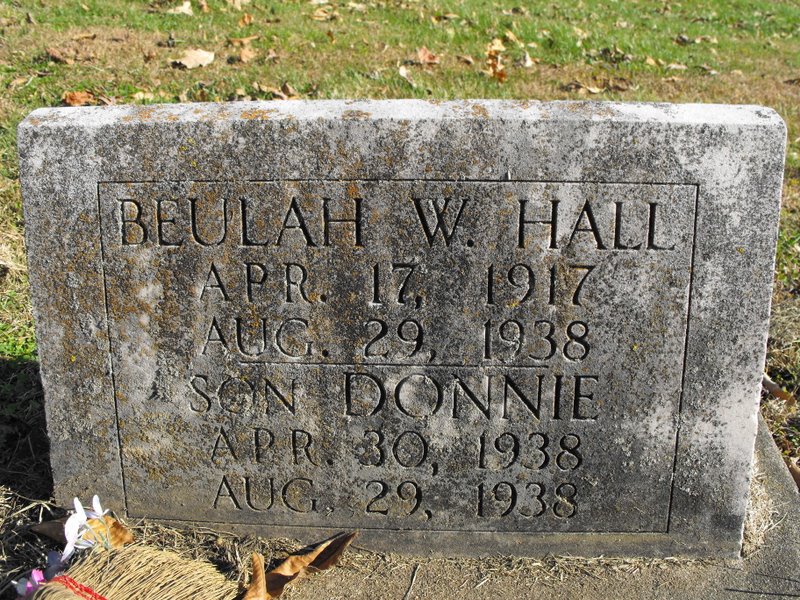 BEULAH W. HALL
APR. 17, 1917
AUG. 29, 1938
SON DONNIE
APR. 30, 1938
AUG. 29, 1938